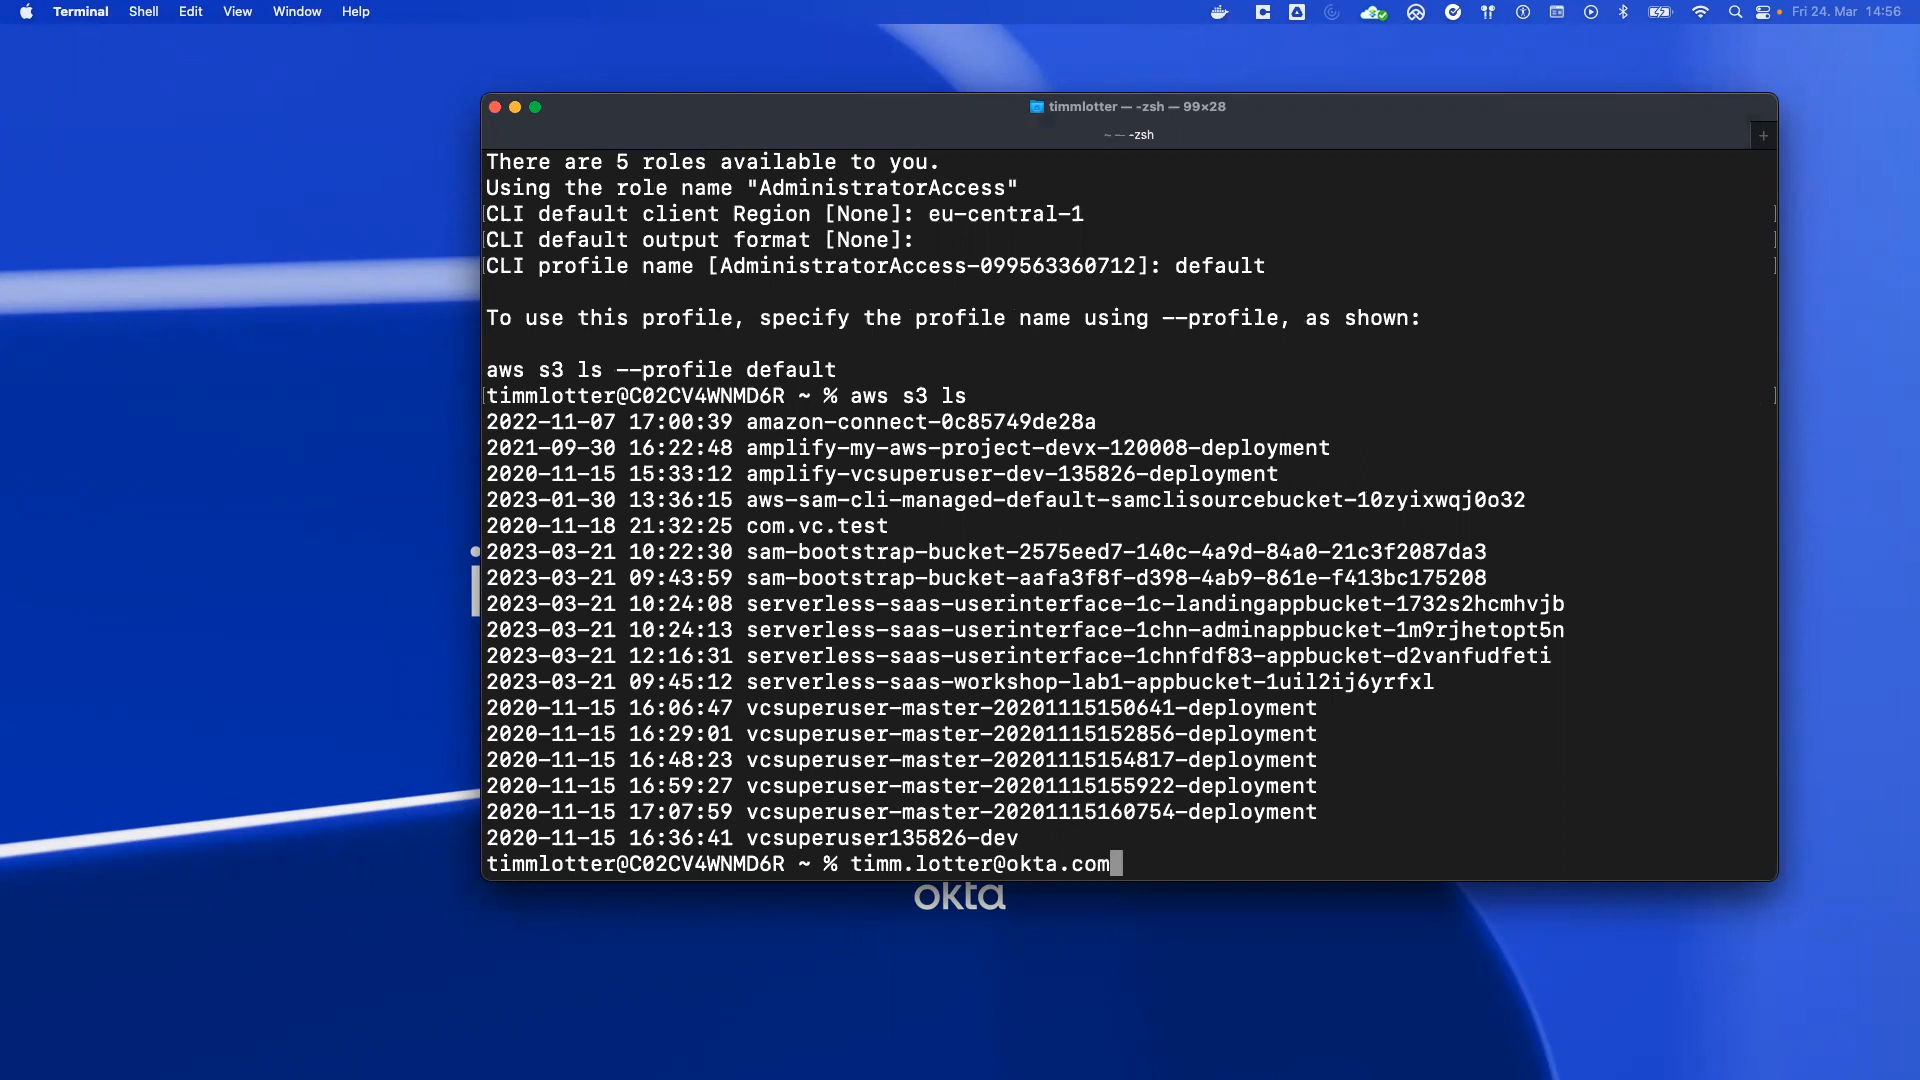 Terminal Shell Edit View Window Help
Fri 24. Mar 14:56
timmlotter — -zsh — 99×28
~ — -zsh
There are 5 roles available to you.
Using the role name "AdministratorAccess"
CLI default client Region [None]: eu-central-1
CLI default output format [None]:
CLI profile name [AdministratorAccess-099563360712]: default
To use this profile, specify the profile name using --profile, as shown:
aws s3 ls --profile default
timmlotter@C02CV4WNMD6R ~ % aws s3 ls
2022-11-07 17:00:39 amazon-connect-0c85749de28a
2021-09-30 16:22:48 amplify-my-aws-project-devx-120008-deployment
2020-11-15 15:33:12 amplify-vcsuperuser-dev-135826-deployment
2023-01-30 13:36:15 aws-sam-cli-managed-default-samclisourcebucket-10zyixwqj0o32
2020-11-18 21:32:25 com.vc.test
2023-03-21 10:22:30 sam-bootstrap-bucket-2575eed7-140c-4a9d-84a0-21c3f2087da3
2023-03-21 09:43:59 sam-bootstrap-bucket-aafa3f8f-d398-4ab9-861e-f413bc175208
2023-03-21 10:24:08 serverless-saas-userinterface-1c-landingappbucket-1732s2hcmhvjb
2023-03-21 10:24:13 serverless-saas-userinterface-1chn-adminappbucket-1m9rjhetopt5n
2023-03-21 12:16:31 serverless-saas-userinterface-1chnfdf83-appbucket-d2vanfudfeti
2023-03-21 09:45:12 serverless-saas-workshop-lab1-appbucket-1uil2ij6yrfxl
2020-11-15 16:06:47 vcsuperuser-master-20201115150641-deployment
2020-11-15 16:29:01 vcsuperuser-master-20201115152856-deployment
2020-11-15 16:48:23 vcsuperuser-master-20201115154817-deployment
2020-11-15 16:59:27 vcsuperuser-master-20201115155922-deployment
2020-11-15 17:07:59 vcsuperuser-master-20201115160754-deployment
2020-11-15 16:36:41 vcsuperuser135826-dev
timmlotter@C02CV4WNMD6R ~ % timm.lotter@okta.com
okta